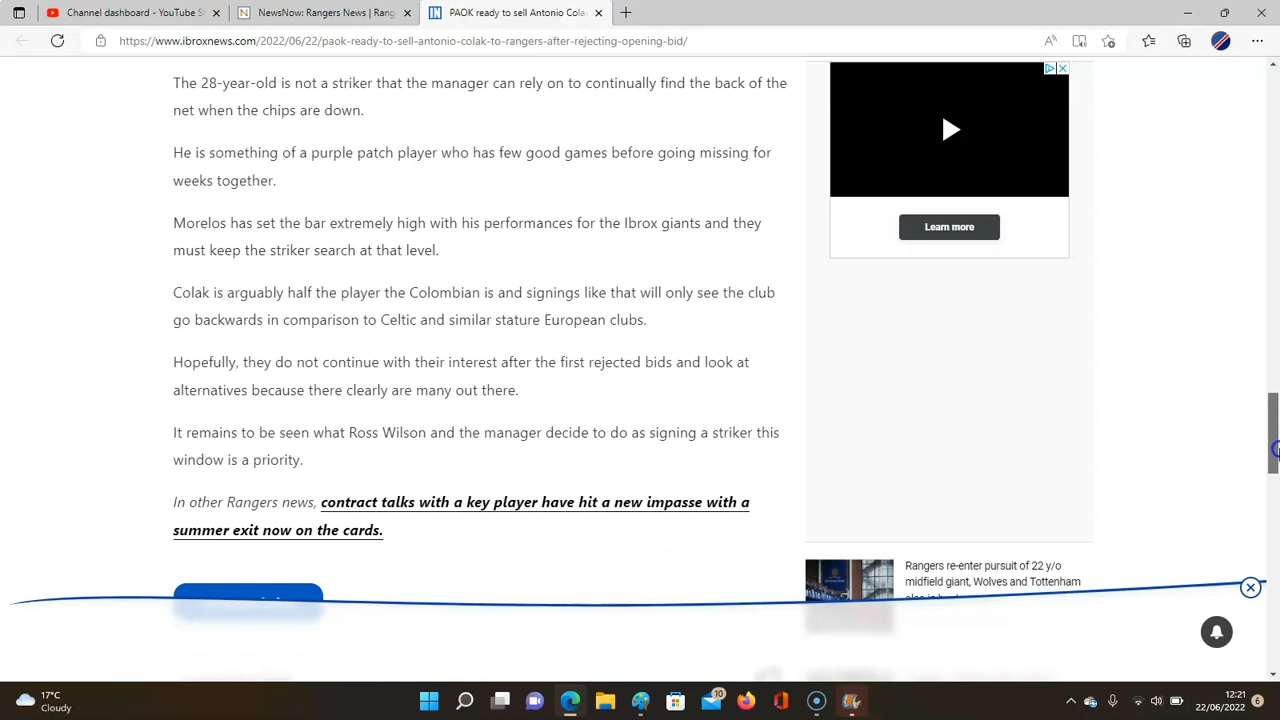 Channel dashboard - YouTube S
NewsNow: Rangers News | Rang
PAOK ready to sell Antonio Cola
https://www.ibroxnews.com/2022/06/22/paok-ready-to-sell-antonio-colak-to-rangers-after-rejecting-opening-bid/
The 28-year-old is not a striker that the manager can rely on to continually find the back of the
net when the chips are down.
He is something of a purple patch player who has few good games before going missing for
weeks together.
Morelos has set the bar extremely high with his performances for the Ibrox giants and they
must keep the striker search at that level.
Colak is arguably half the player the Colombian is and signings like that will only see the club
go backwards in comparison to Celtic and similar stature European clubs.
Hopefully, they do not continue with their interest after the first rejected bids and look at
alternatives because there clearly are many out there.
It remains to be seen what Ross Wilson and the manager decide to do as signing a striker this
window is a priority.
In other Rangers news, contract talks with a key player have hit a new impasse with a
summer exit now on the cards.
Learn more
Rangers re-enter pursuit of 22 y/o
midfield giant, Wolves and Tottenham
17°C
Cloudy
10
12:21
22/06/2022
6